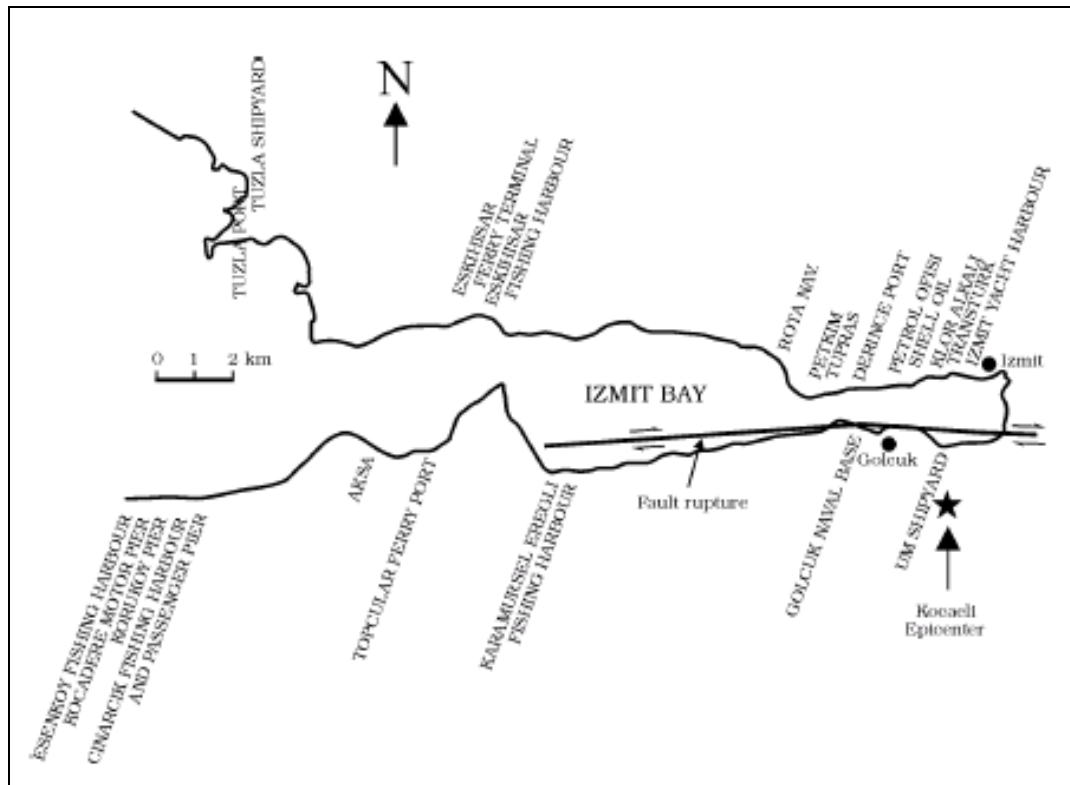 N
TUZLA SHIPYARDI
TUZLA PORT
ESKIHISAR
FERRY TERMINAL
ESKIHISAR
FISHING HARBOUR
ROTA NAV.
PETKIM
TUPRAS
DERINCE PORT
PETROL OFISI
SHELL OIL
KLOR ALKALI
TRANSTURK
IZMIT YACHT HARBOUR
Izmit
0 1 2 km
IZMIT BAY
Golcuk
Fault rupture
AKSA
TOPCULAR FERRY PORT
KARAMURSEL EREGLI
FISHING HARBOUR
GOLCUK NAVAL BASE
UM SHIPYARD
Kocaeli
Epicenter
ESENKOY FISHING HARBOUR
KOCADERE MOTOR PIER
KORUKOY PIER
CINARCIK FISHING HARBOUR
AND PASSENGER PIER